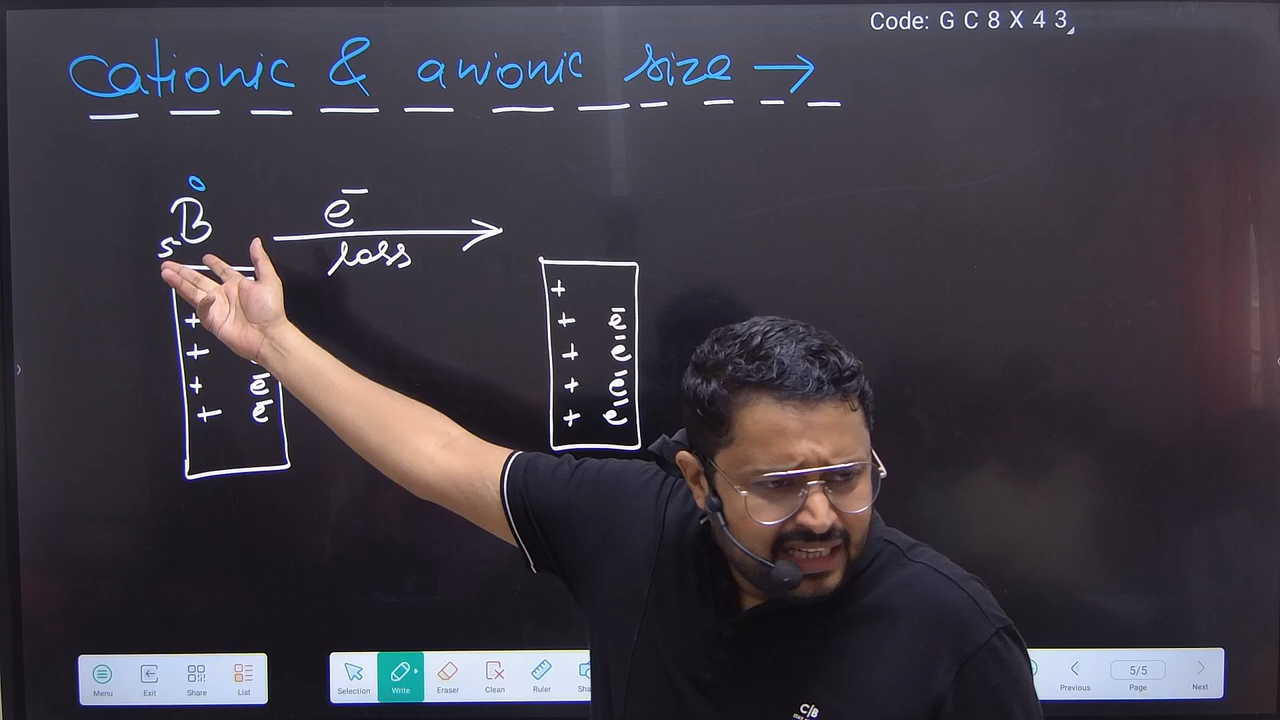 Code: G C 8 X 4 3
cationic & anionic size →
5B⁰ e⁻ loss →
+
+ e⁻
+ e⁻
+ e⁻
+ e⁻
+
+
+ e⁻
+ e⁻
Menu Exit Share List Selection Write Eraser Clean Ruler Previous 5/5 Page Next
C/B